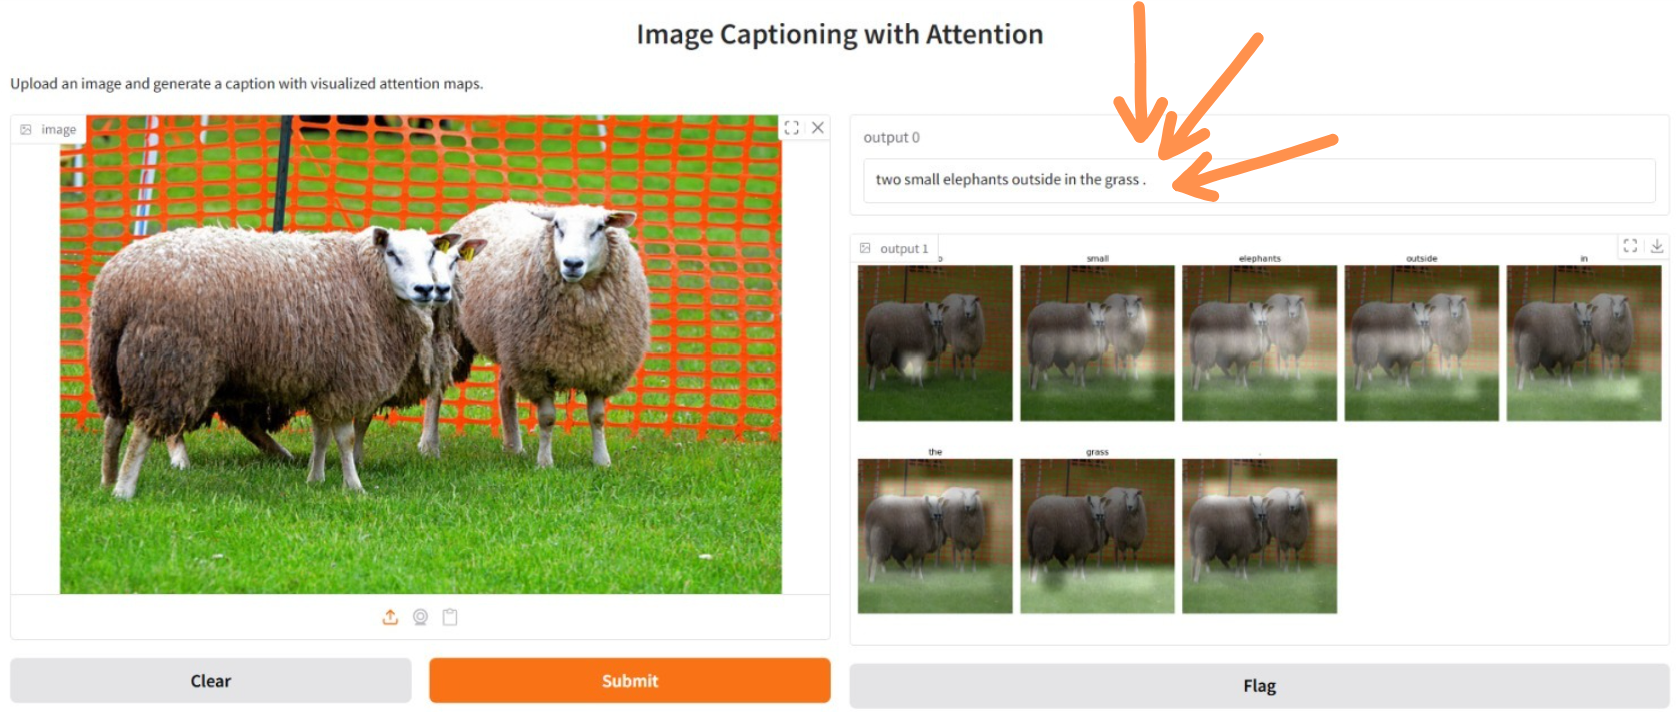 Image Captioning with Attention
Upload an image and generate a caption with visualized attention maps.
image
output 0
two small elephants outside in the grass .
output 1
small elephants outside in
the grass .
Clear
Submit
Flag